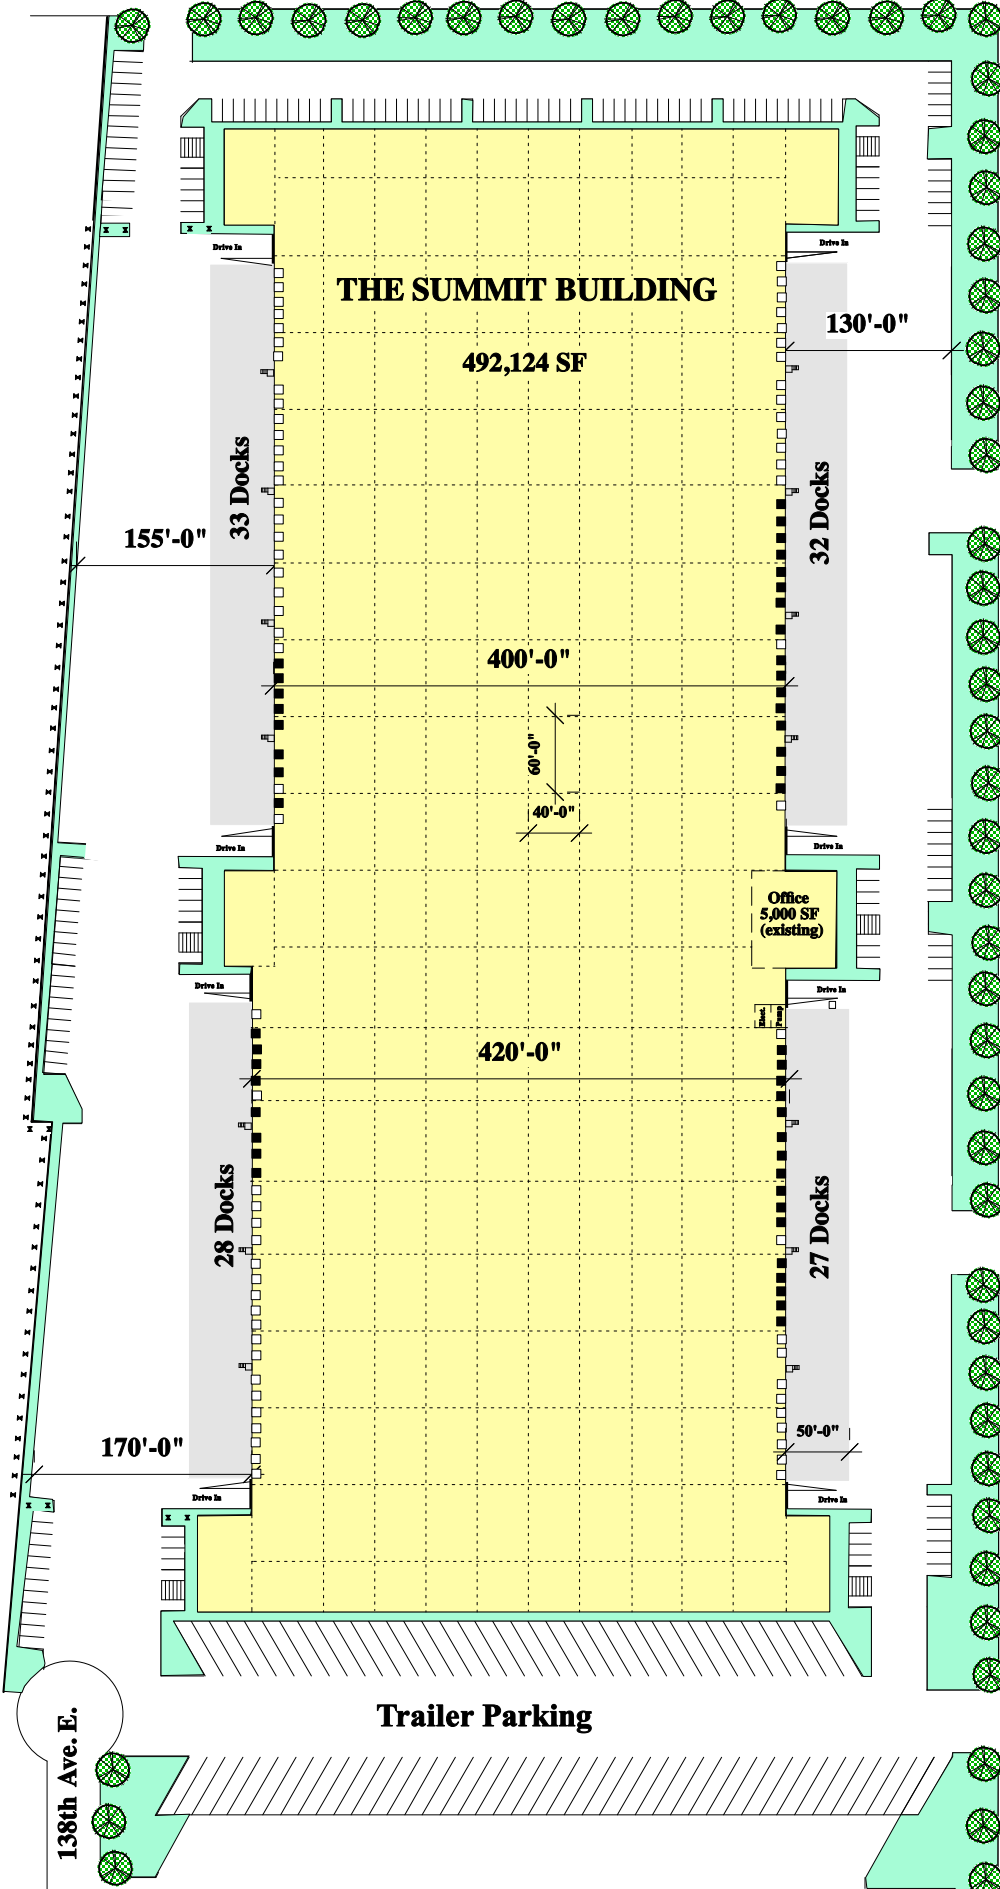 Drive In
Drive In
THE SUMMIT BUILDING
130'-0"
492,124 SF
33 Docks
32 Docks
155'-0"
400'-0"
60'-0"
40'-0"
Drive In
Drive In
Office
5,000 SF
(existing)
Drive In
Drive In
Elect.
Pump
420'-0"
28 Docks
27 Docks
50'-0"
170'-0"
Drive In
Drive In
Trailer Parking
138th Ave. E.